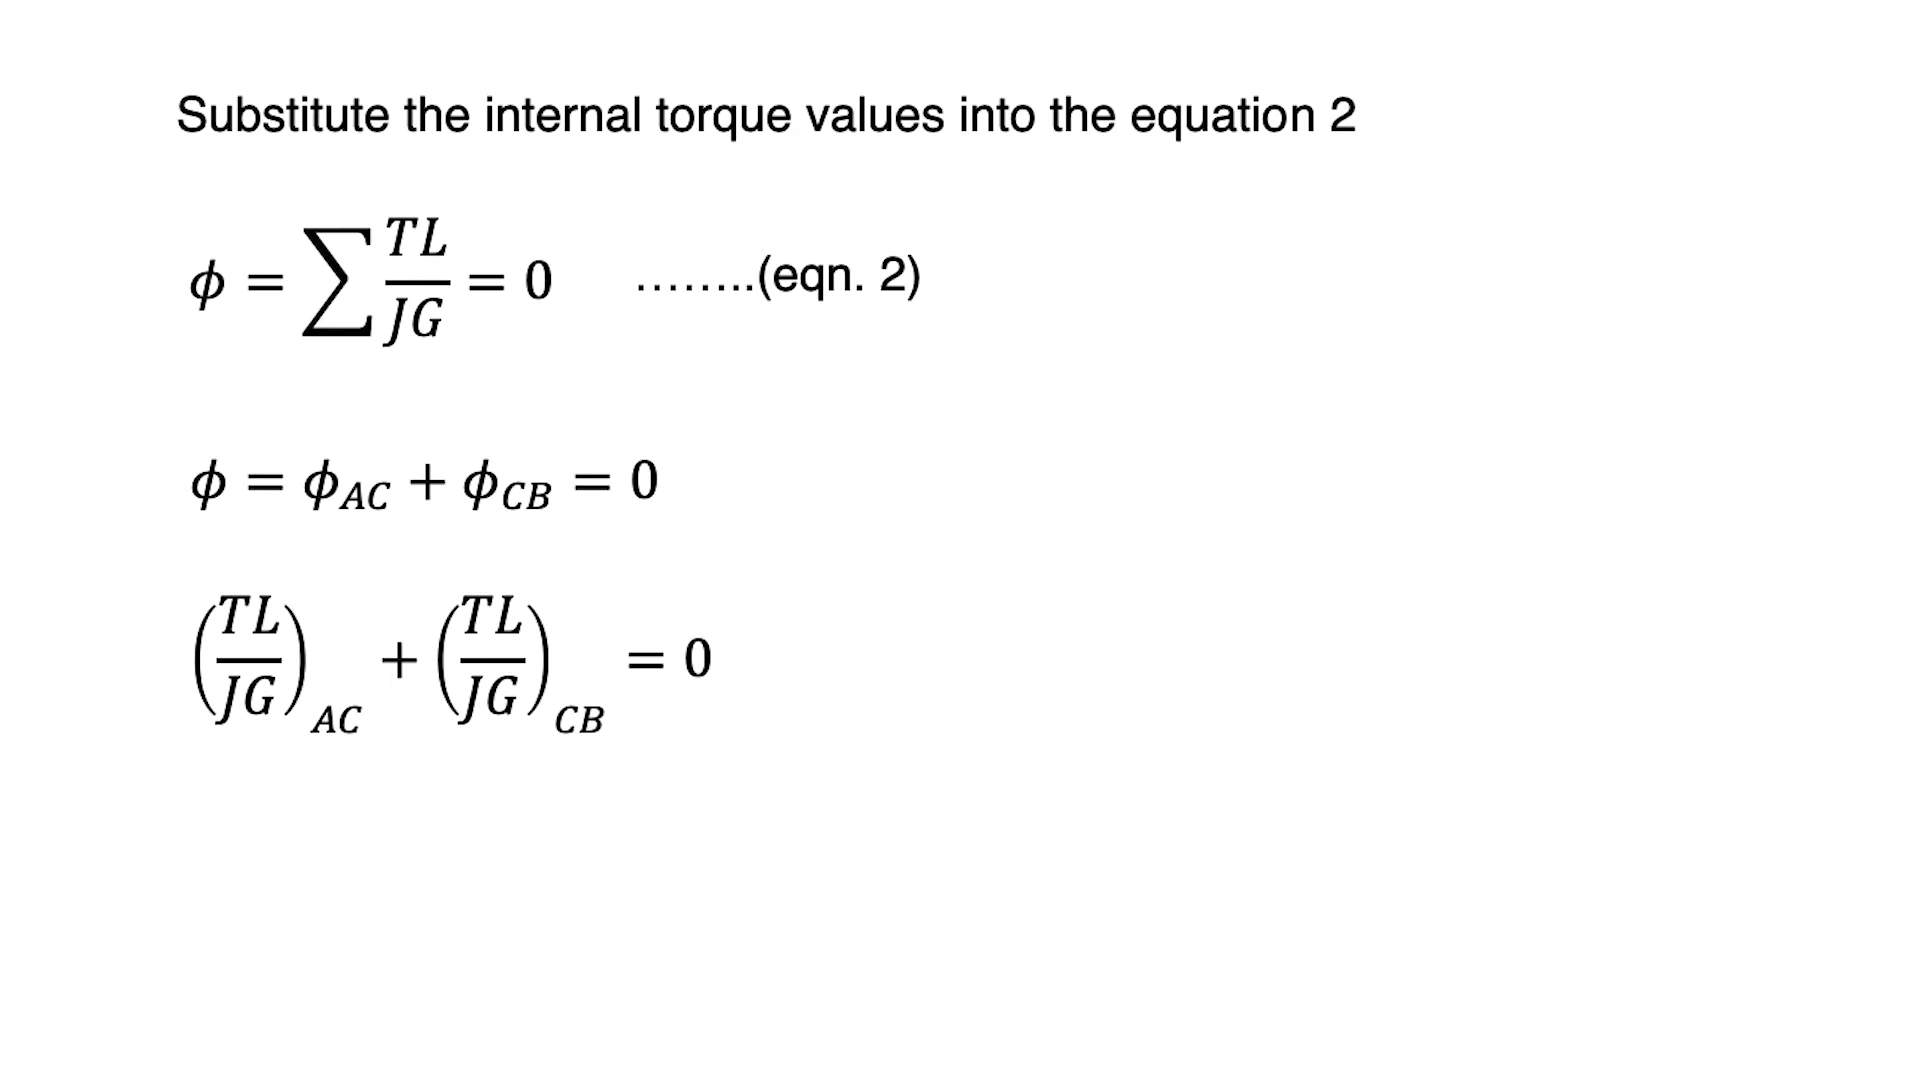 Substitute the internal torque values into the equation 2
ϕ = ∑ TL/JG = 0 ........(eqn. 2)
ϕ = ϕ_AC + ϕ_CB = 0
(TL/JG)_AC + (TL/JG)_CB = 0